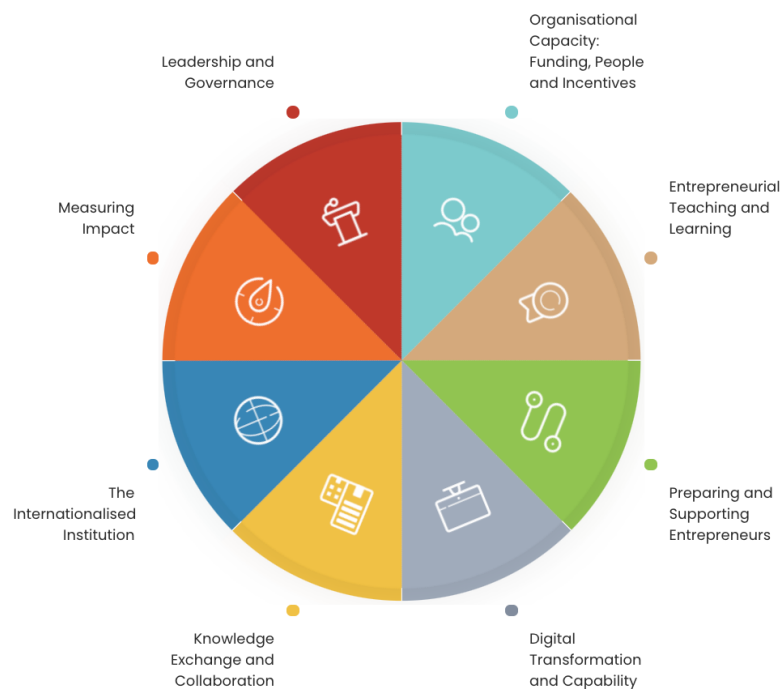 Organisational
Capacity:
Funding, People
and Incentives
Leadership and
Governance
Entrepreneurial
Teaching and
Learning
Measuring
Impact
The
Internationalised
Institution
Preparing and
Supporting
Entrepreneurs
Knowledge
Exchange and
Collaboration
Digital
Transformation
and Capability